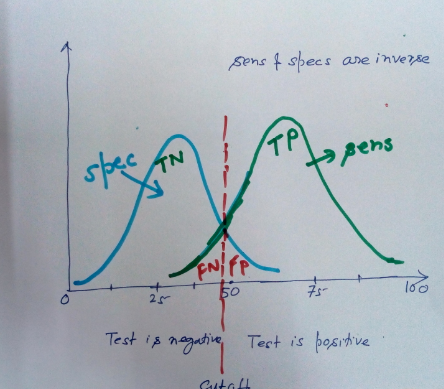 sens & specs are inverse
spec
TN
TP
sens
FN
FP
0
25
50
75
100
Test is negative
Test is positive
Cutoff